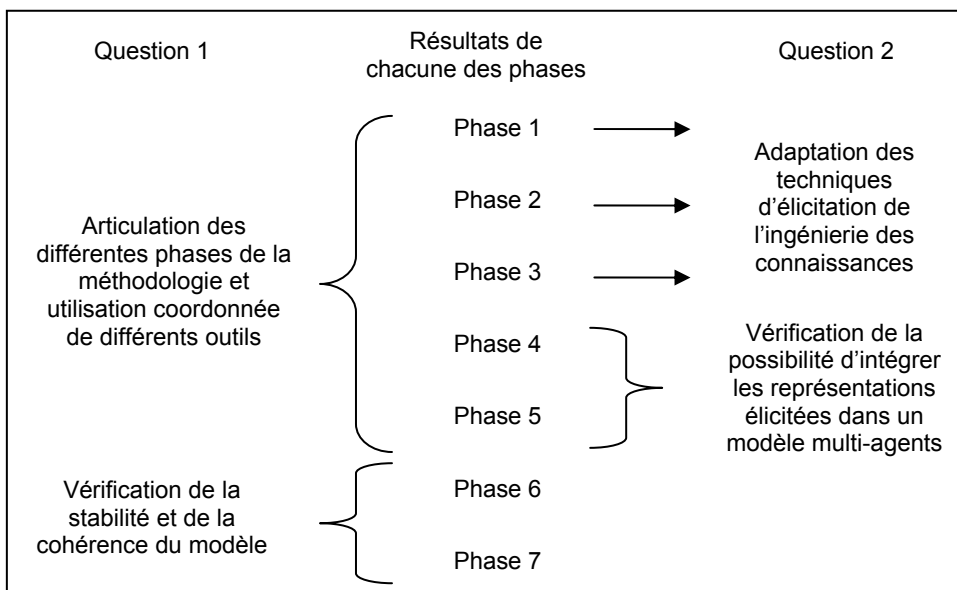 Question 1
Résultats de
chacune des phases
Question 2
Articulation des
différentes phases de la
méthodologie et
utilisation coordonnée
de différents outils
Vérification de la
stabilité et de la
cohérence du modèle
Phase 1
Phase 2
Phase 3
Phase 4
Phase 5
Phase 6
Phase 7
Adaptation des
techniques
d'élicitation de
l'ingénierie des
connaissances
Vérification de la
possibilité d'intégrer
les représentations
élicitées dans un
modèle multi-agents